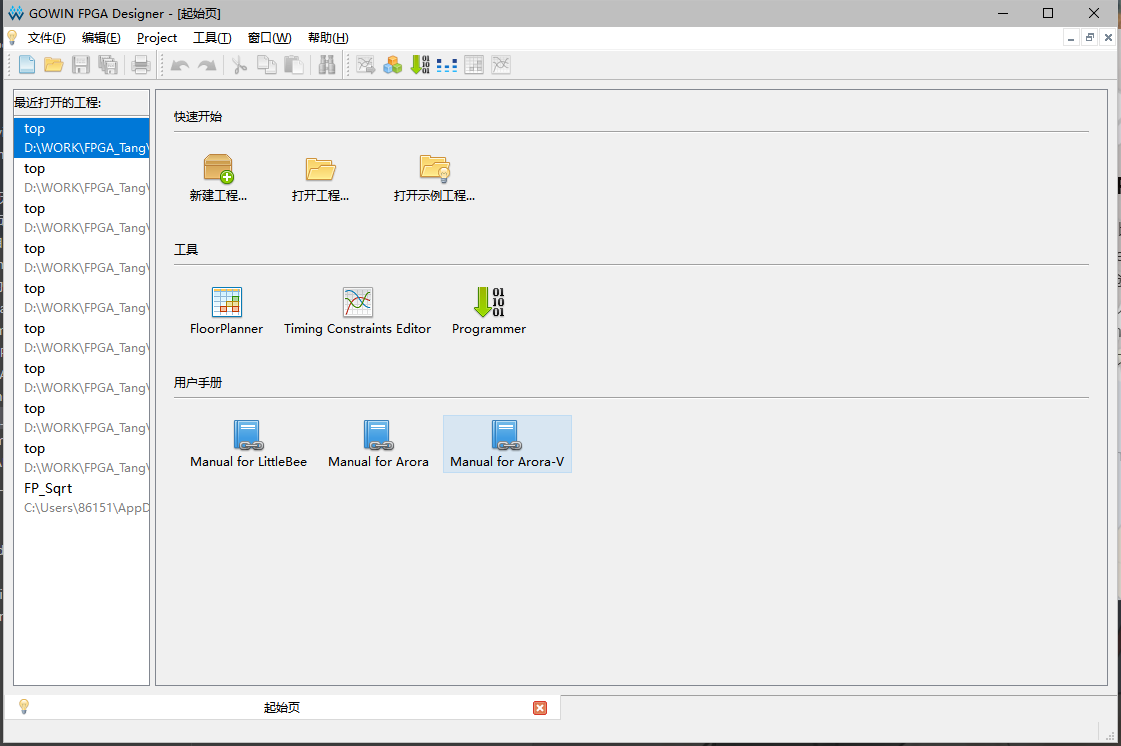 GOWIN FPGA Designer - [起始页]
文件(F) 编辑(E) Project 工具(T) 窗口(W) 帮助(H)
最近打开的工程:
top
D:\WORK\FPGA_Tang\
top
D:\WORK\FPGA_Tang\
top
D:\WORK\FPGA_Tang\
top
D:\WORK\FPGA_Tang\
top
D:\WORK\FPGA_Tang\
top
D:\WORK\FPGA_Tang\
top
D:\WORK\FPGA_Tang\
top
D:\WORK\FPGA_Tang\
top
D:\WORK\FPGA_Tang\
FP_Sqrt
C:\Users\86151\AppD
快速开始
新建工程... 打开工程... 打开示例工程...
工具
FloorPlanner Timing Constraints Editor Programmer
用户手册
Manual for LittleBee Manual for Arora Manual for Arora-V
起始页